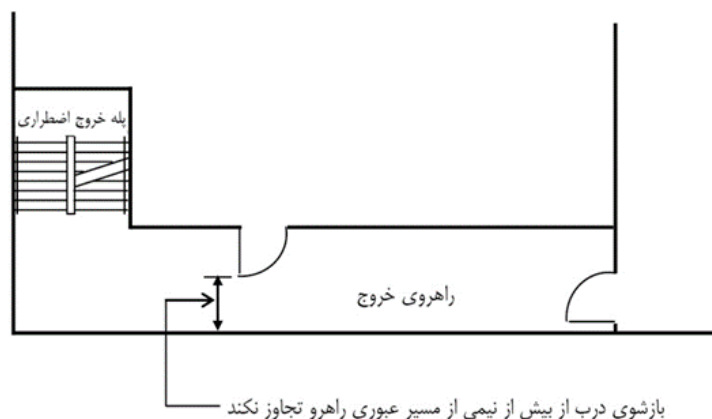 پله خروج اضطراری
راهروی خروج
بازشوی درب از بیش از نیمی از مسیر عبوری راهرو تجاوز نکند